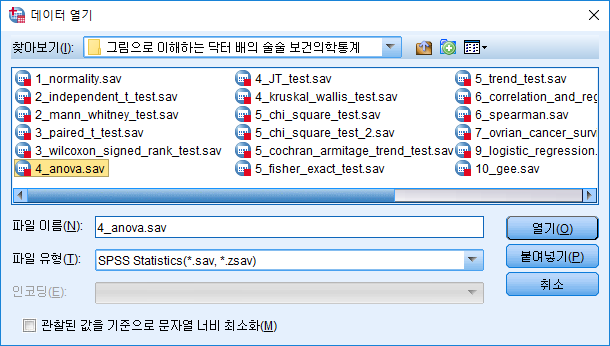 데이터 열기
찾아보기(I): 그림으로 이해하는 닥터 배의 술술 보건의학통계
1_normality.sav
2_independent_t_test.sav
2_mann_whitney_test.sav
3_paired_t_test.sav
3_wilcoxon_signed_rank_test.sav
4_anova.sav
4_JT_test.sav
4_kruskal_wallis_test.sav
5_chi_square_test.sav
5_chi_square_test_2.sav
5_cochran_armitage_trend_test.sav
5_fisher_exact_test.sav
5_trend_test.sav
6_correlation_and_reg
6_spearman.sav
7_ovrian_cancer_survi
9_logistic_regression.
10_gee.sav
파일 이름(N): 4_anova.sav
열기(O)
파일 유형(T): SPSS Statistics(*.sav, *.zsav)
붙여넣기(P)
인코딩(E):
취소
관찰된 값을 기준으로 문자열 너비 최소화(M)